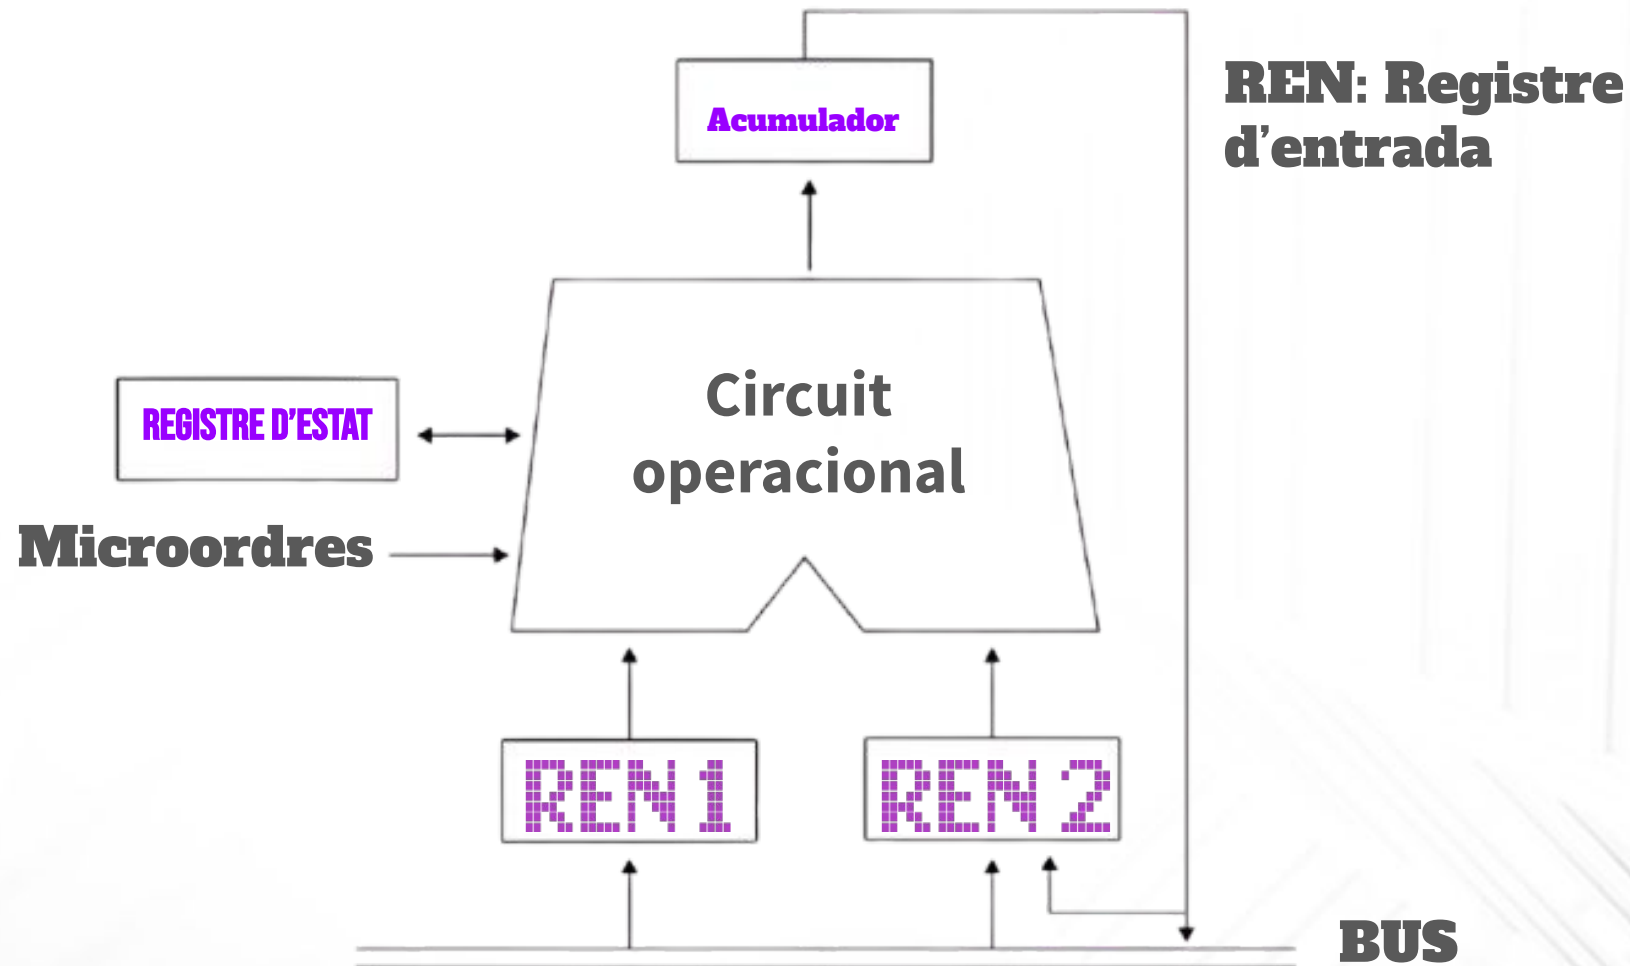 Acumulador
REN: Registre
d’entrada
Circuit
operacional
REGISTRE D’ESTAT
Microordres
REN 1
REN 2
BUS